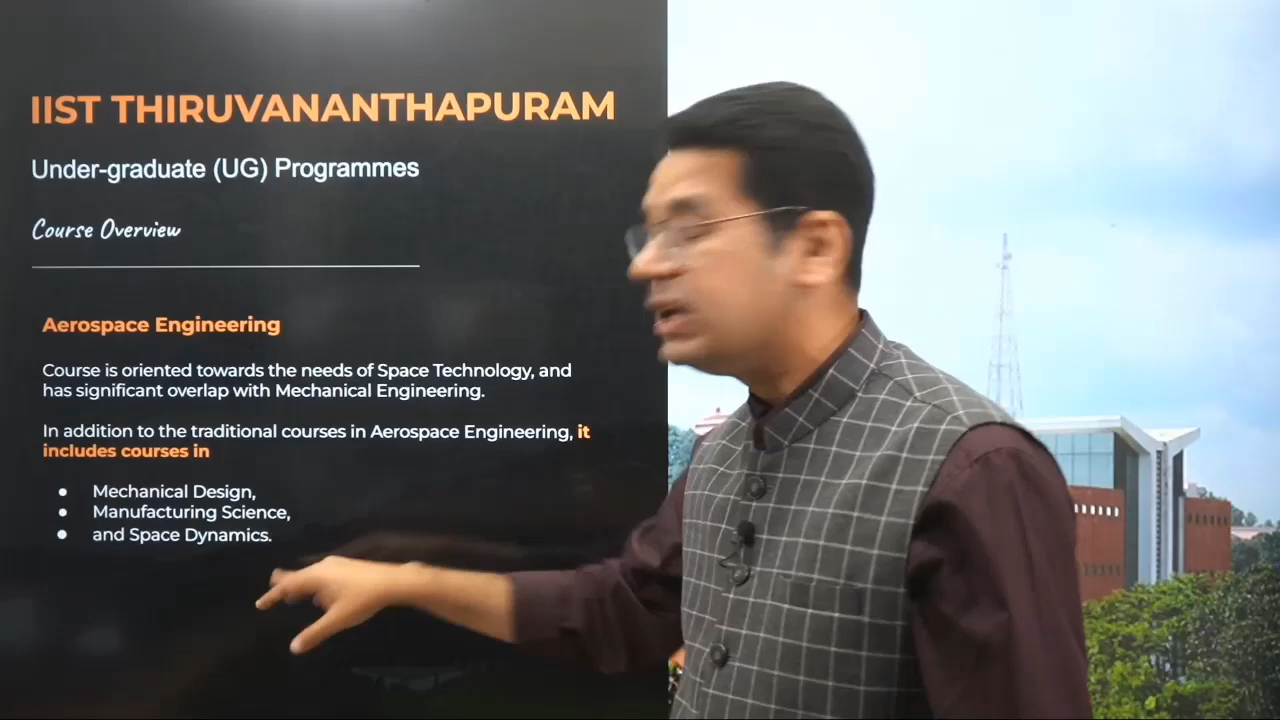 IIST THIRUVANANTHAPURAM
Under-graduate (UG) Programmes
Course Overview
Aerospace Engineering
Course is oriented towards the needs of Space Technology, and
has significant overlap with Mechanical Engineering.
In addition to the traditional courses in Aerospace Engineering, it
includes courses in
● Mechanical Design,
● Manufacturing Science,
● and Space Dynamics.